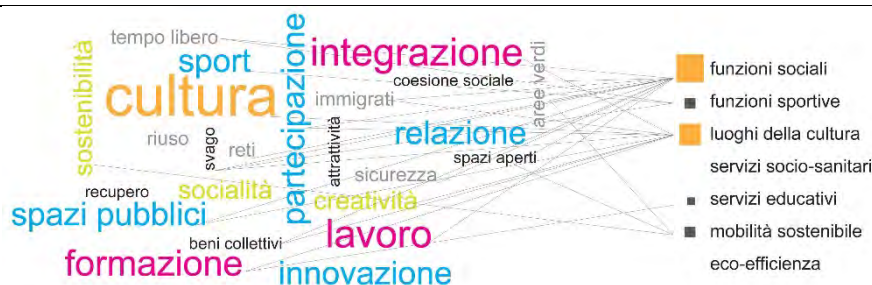 tempo libero
sostenibilità
sport
cultura
partecipazione
integrazione
coesione sociale
immigrati
aree verdi
riuso
svago
reti
attrattività
relazione
spazi aperti
sicurezza
recupero
socialità
creatività
spazi pubblici
beni collettivi
lavoro
formazione
innovazione
funzioni sociali
funzioni sportive
luoghi della cultura
servizi socio-sanitari
servizi educativi
mobilità sostenibile
eco-efficienza